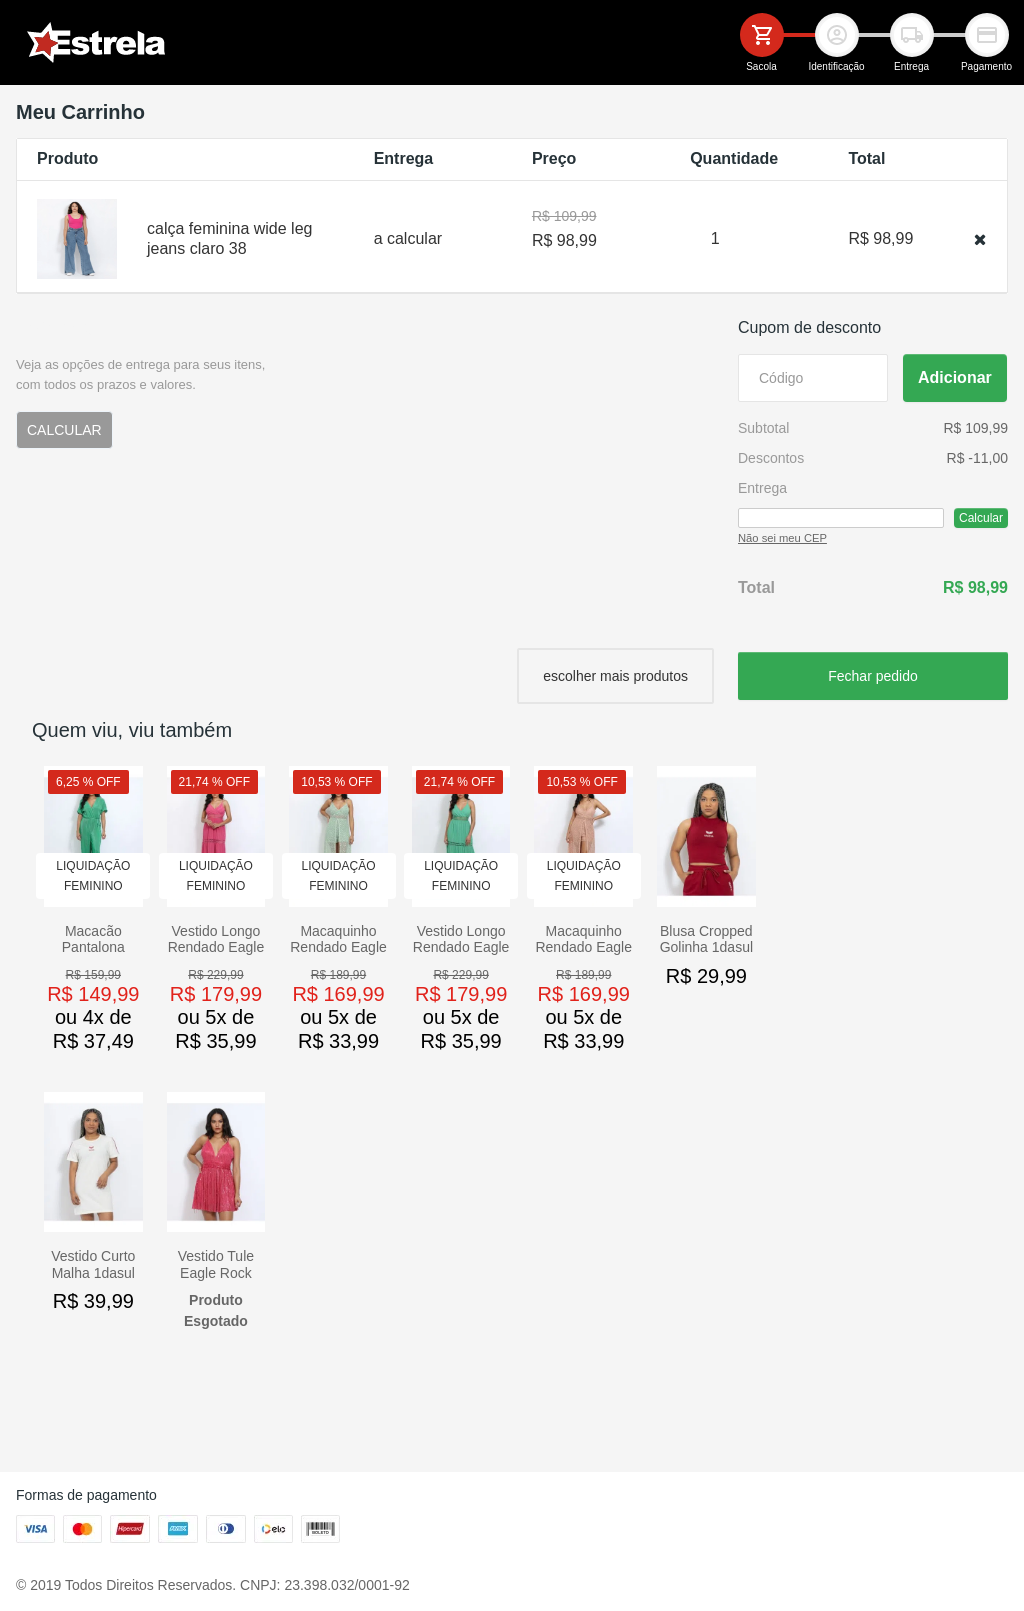 Estrela
Sacola
Identificação
Entrega
Pagamento
Meu Carrinho
Produto
Entrega
Preço
Quantidade
Total
calça feminina wide leg
jeans claro 38
a calcular
R$ 109,99
R$ 98,99
1
R$ 98,99
Veja as opções de entrega para seus itens,
com todos os prazos e valores.
CALCULAR
Cupom de desconto
Código
Adicionar
Subtotal
R$ 109,99
Descontos
R$ -11,00
Entrega
Calcular
Não sei meu CEP
Total
R$ 98,99
escolher mais produtos
Fechar pedido
Quem viu, viu também
6,25 % OFF
LIQUIDAÇÃO
FEMININO
Macacão
Pantalona
R$ 159,99
R$ 149,99
ou 4x de
R$ 37,49
21,74 % OFF
LIQUIDAÇÃO
FEMININO
Vestido Longo
Rendado Eagle
R$ 229,99
R$ 179,99
ou 5x de
R$ 35,99
10,53 % OFF
LIQUIDAÇÃO
FEMININO
Macaquinho
Rendado Eagle
R$ 189,99
R$ 169,99
ou 5x de
R$ 33,99
21,74 % OFF
LIQUIDAÇÃO
FEMININO
Vestido Longo
Rendado Eagle
R$ 229,99
R$ 179,99
ou 5x de
R$ 35,99
10,53 % OFF
LIQUIDAÇÃO
FEMININO
Macaquinho
Rendado Eagle
R$ 189,99
R$ 169,99
ou 5x de
R$ 33,99
Blusa Cropped
Golinha 1dasul
R$ 29,99
Vestido Curto
Malha 1dasul
R$ 39,99
Vestido Tule
Eagle Rock
Produto
Esgotado
Formas de pagamento
VISA
Hipercard
elo
BOLETO
© 2019 Todos Direitos Reservados. CNPJ: 23.398.032/0001-92